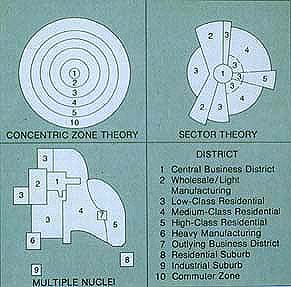 1
2
3
4
5
10
CONCENTRIC ZONE THEORY
3
2
4
3
1
3
3
5
3
4
2
3
SECTOR THEORY
3
2
1
3
4
7
5
6
9
8
MULTIPLE NUCLEI
DISTRICT
1 Central Business District
2 Wholesale/Light
Manufacturing
3 Low-Class Residential
4 Medium-Class Residential
5 High-Class Residential
6 Heavy Manufacturing
7 Outlying Business District
8 Residential Suburb
9 Industrial Suburb
10 Commuter Zone